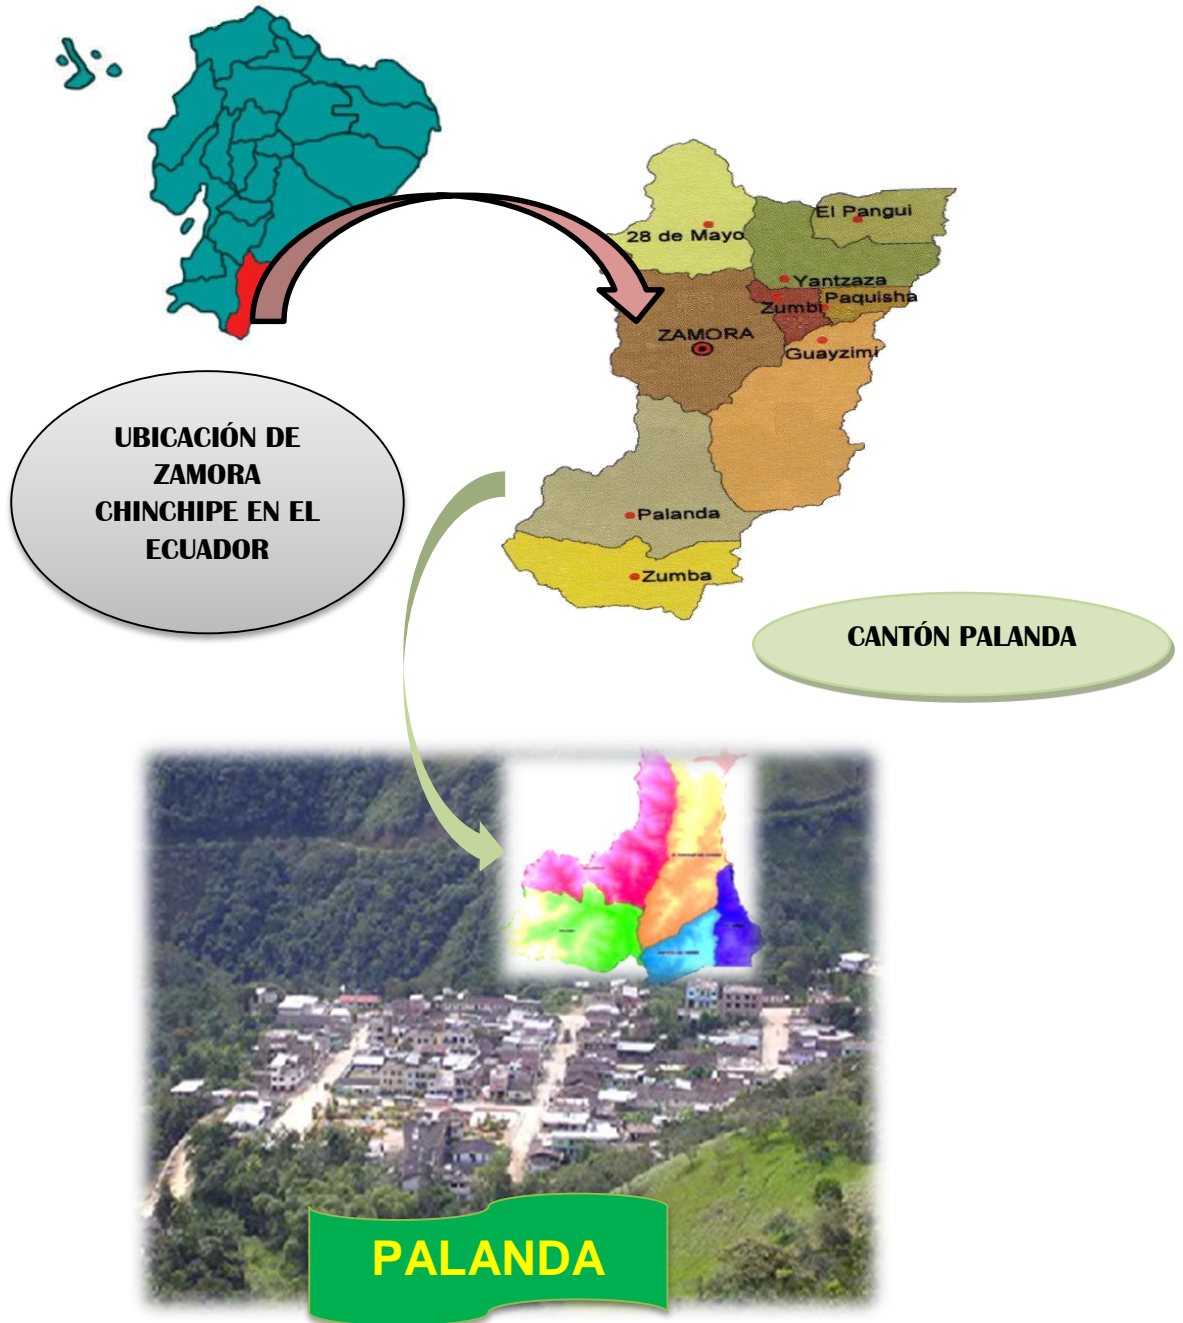 El Pangui
28 de Mayo
Yantzaza
Zumbi
Paquisha
ZAMORA
Guayzimi
UBICACIÓN DE
ZAMORA
CHINCHIPE EN EL
ECUADOR
Palanda
Zumba
CANTÓN PALANDA
PALANDA